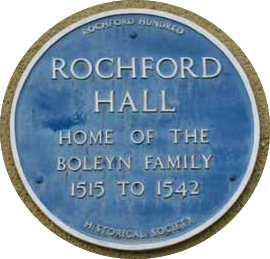 ROCHFORD HUNDRED
ROCHFORD
HALL
HOME OF THE
BOLEYN FAMILY
1515 TO 1542
HISTORICAL SOCIETY